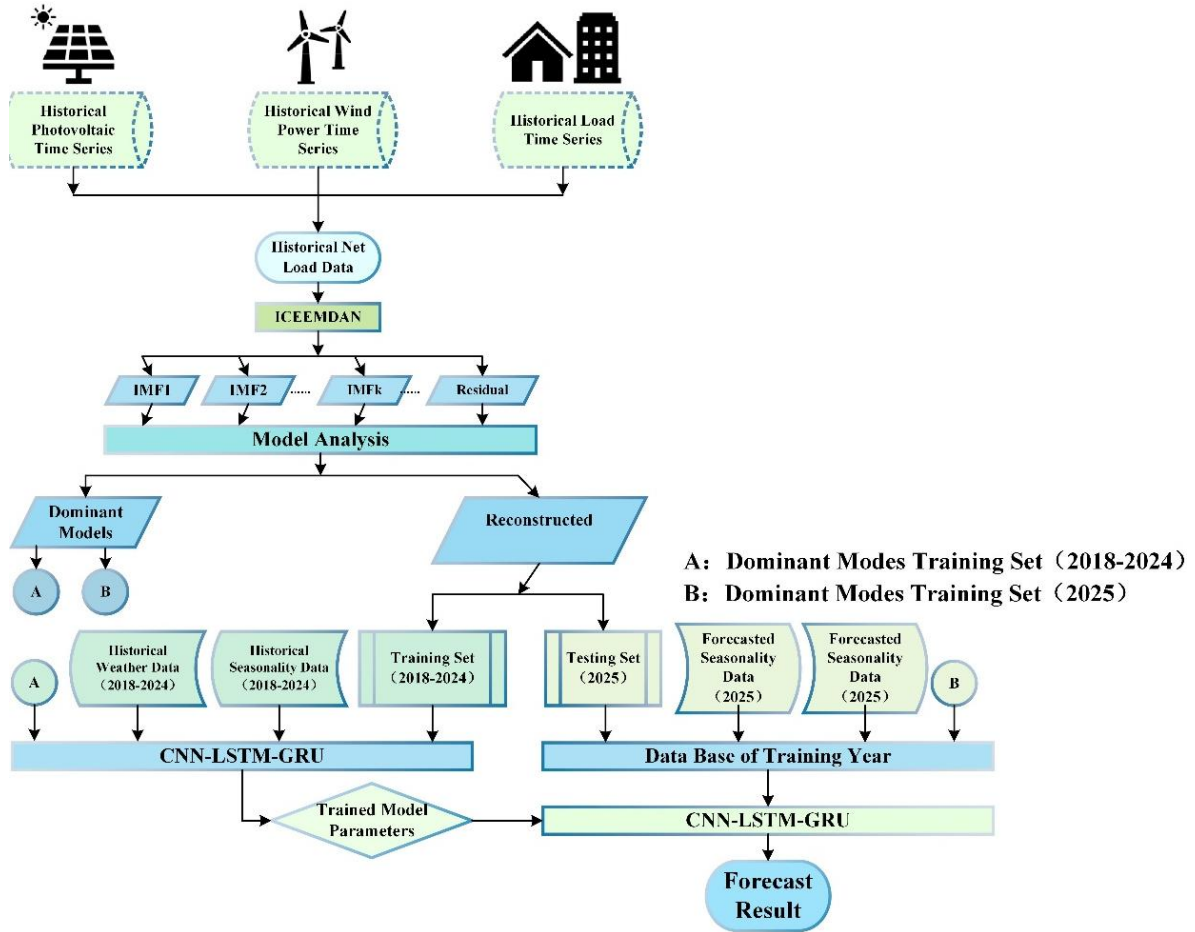 Historical
Photovoltaic
Time Series
Historical Wind
Power Time
Series
Historical Load
Time Series
Historical Net
Load Data
ICEEMDAN
IMF1
IMF2
......
IMFk
......
Residual
Model Analysis
Dominant
Models
Reconstructed
A
B
A：Dominant Modes Training Set（2018-2024）
B：Dominant Modes Training Set（2025）
A
Historical
Weather Data
（2018-2024）
Historical
Seasonality Data
（2018-2024）
Training Set
（2018-2024）
Testing Set
（2025）
Forecasted
Seasonality
Data
（2025）
Forecasted
Seasonality
Data
（2025）
B
CNN-LSTM-GRU
Data Base of Training Year
Trained Model
Parameters
CNN-LSTM-GRU
Forecast
Result